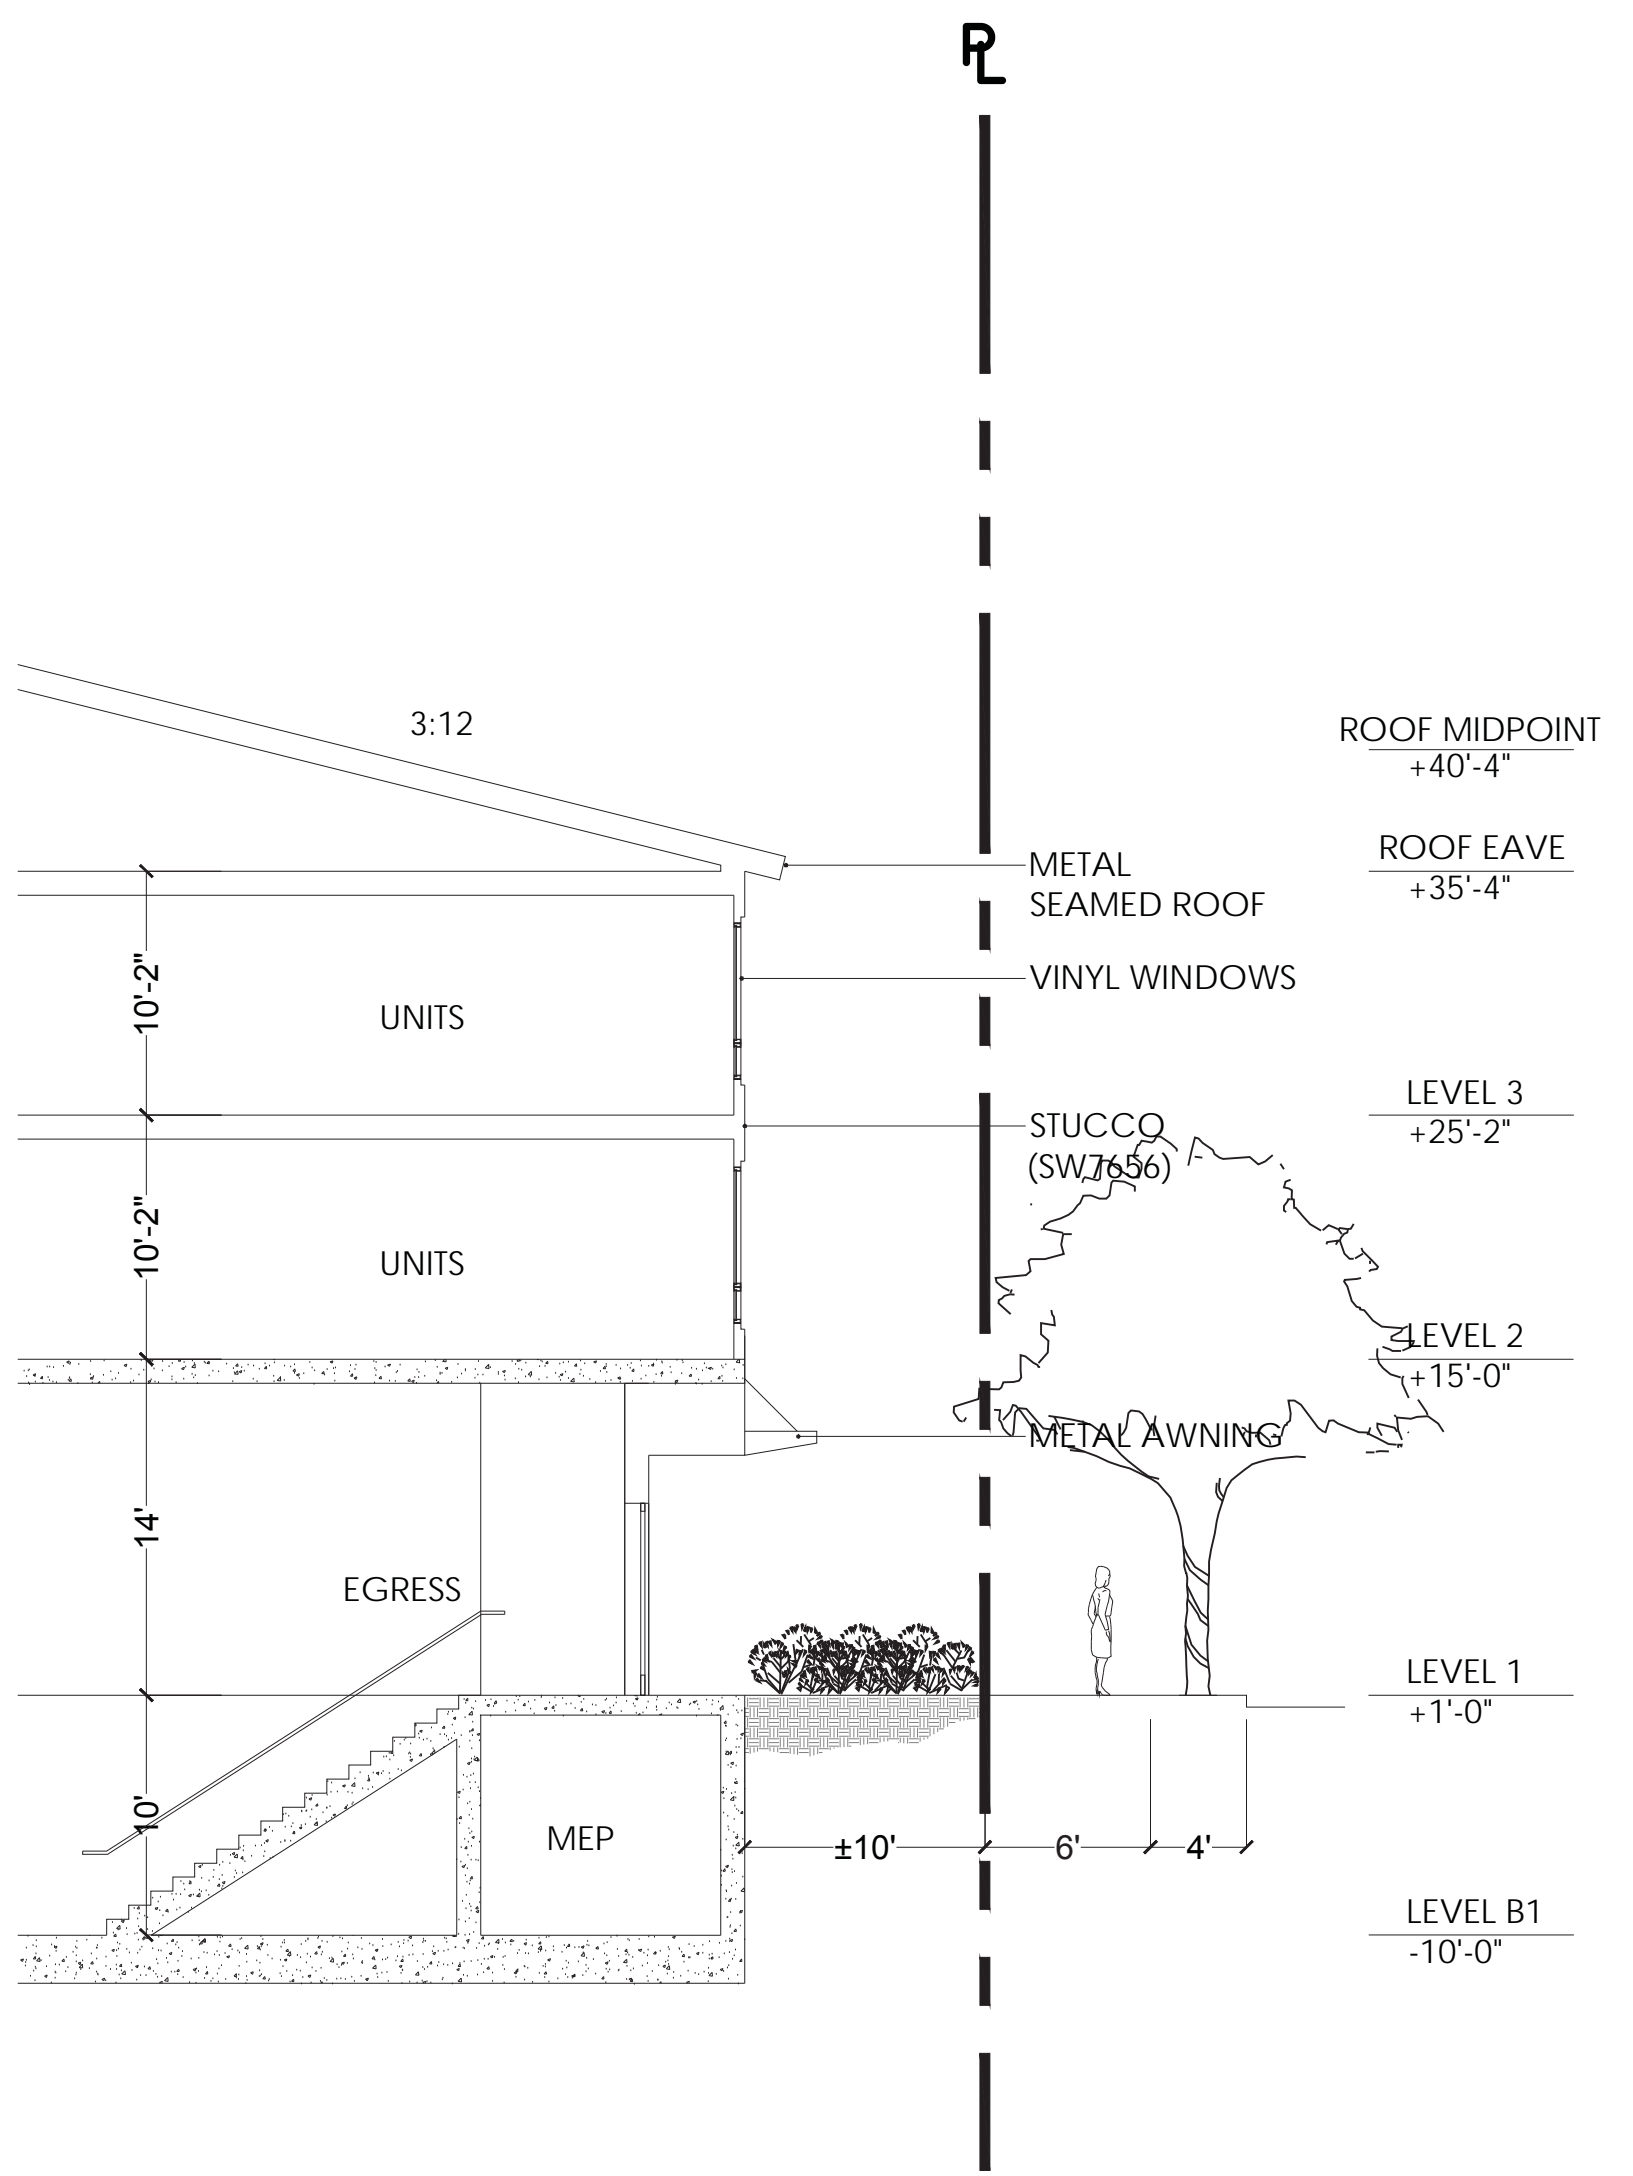 PL
3:12
ROOF MIDPOINT
+40'-4"
METAL
SEAMED ROOF
ROOF EAVE
+35'-4"
10'-2"
UNITS
VINYL WINDOWS
LEVEL 3
+25'-2"
STUCCO
(SW7656)
10'-2"
UNITS
LEVEL 2
+15'-0"
METAL AWNING
14'
EGRESS
LEVEL 1
+1'-0"
10'
MEP
±10'
6'
4'
LEVEL B1
-10'-0"